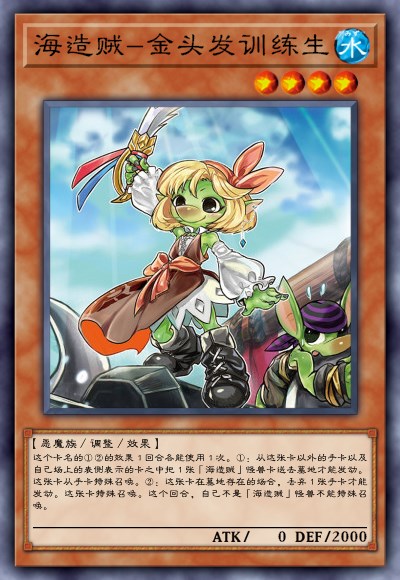 海造贼-金头发训练生
水
【恶魔族/调整/效果】
这个卡名的①②的效果1回合各能使用1次。①：从这张卡以外的手卡以及
自己场上的表侧表示的卡之中把1张「海造贼」怪兽卡送去墓地才能发动。
这张卡从手卡特殊召唤。②：这张卡在墓地存在的场合，丢弃1张手卡才能
发动。这张卡特殊召唤。这个回合，自己不是「海造贼」怪兽不能特殊召
唤。
ATK/ 0 DEF/2000